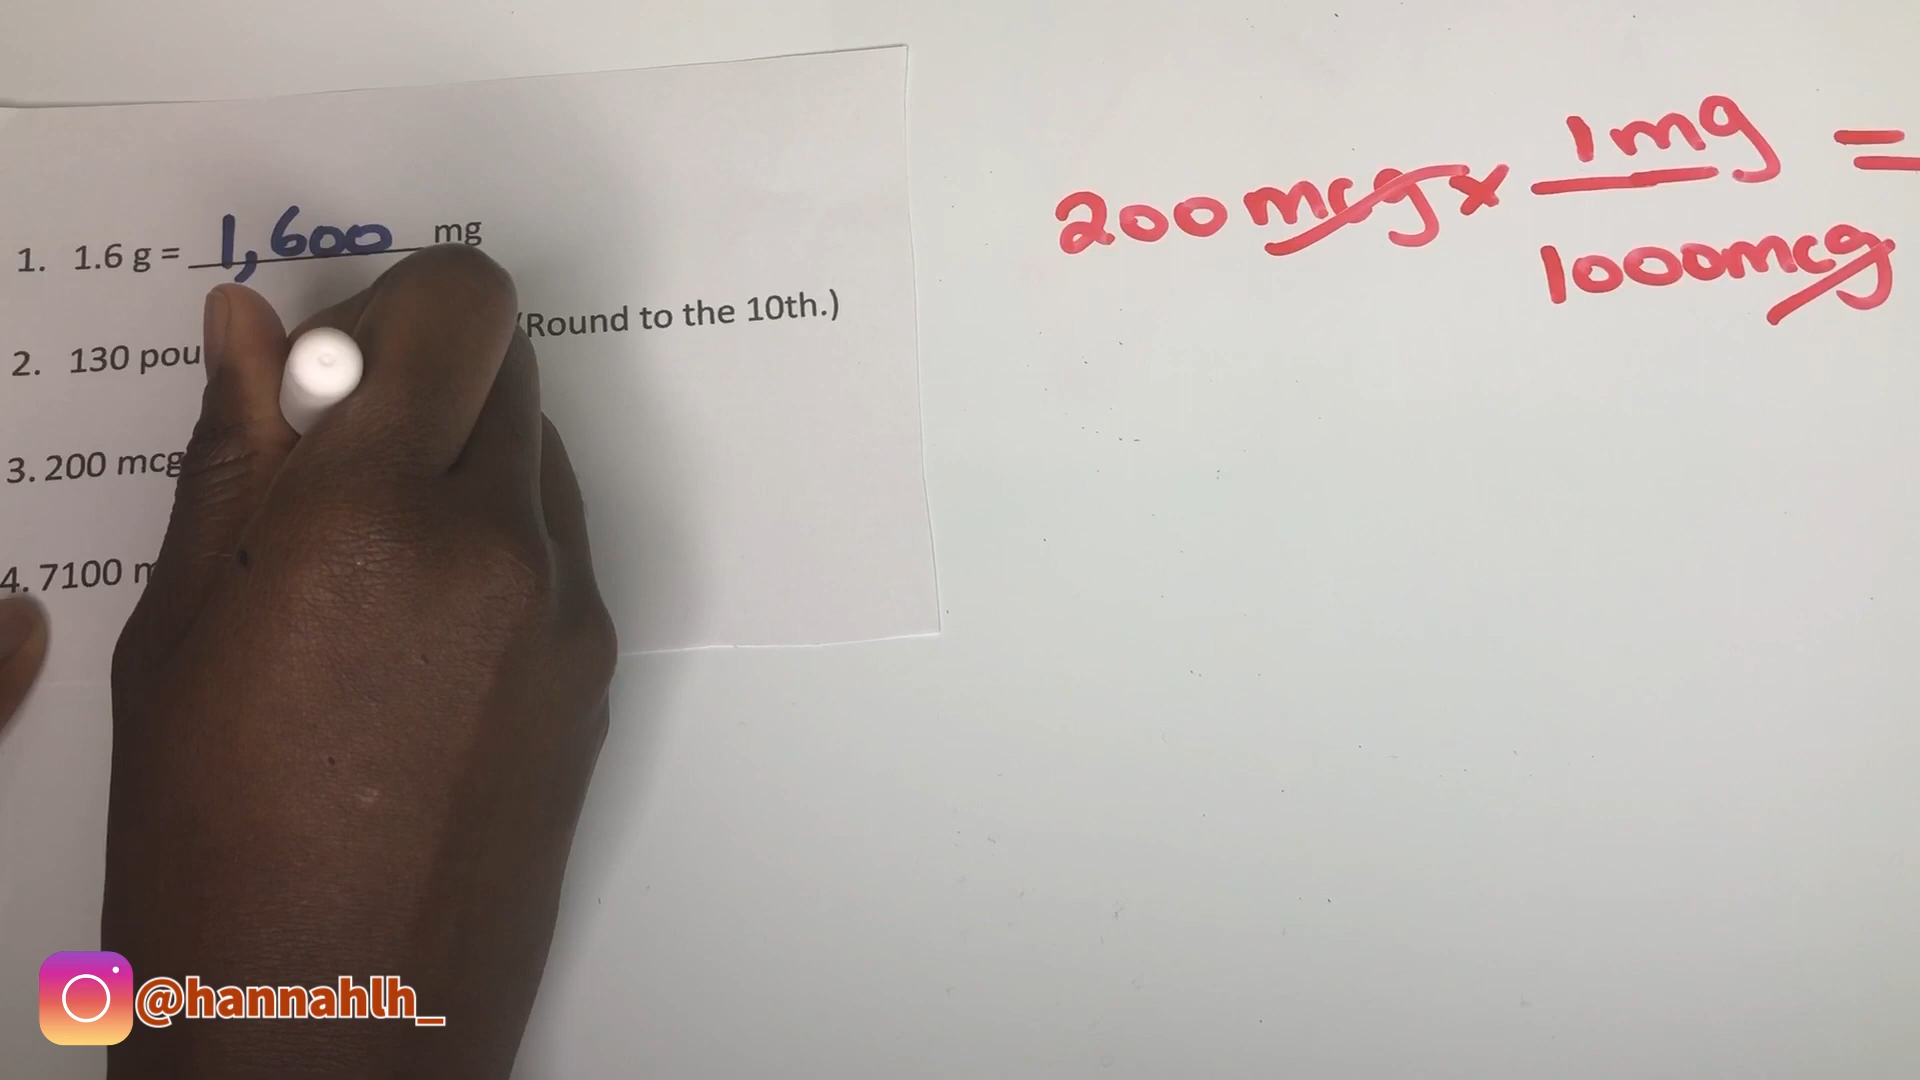 1. 1.6 g = 1,600 mg
2. 130 pou (Round to the 10th.)
3. 200 mcg
4. 7100 m
200 mcg x 1mg =
1000mcg
@hannahlh_